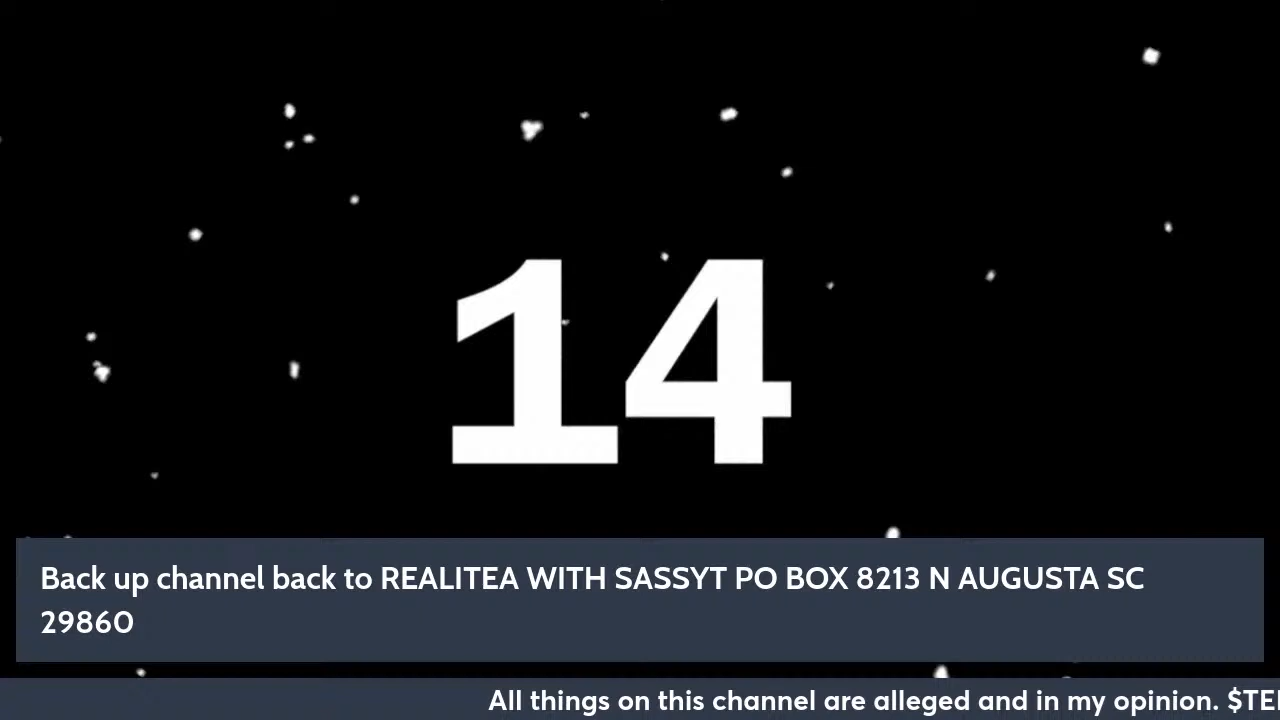 14
Back up channel back to REALITEA WITH SASSYT PO BOX 8213 N AUGUSTA SC
29860
All things on this channel are alleged and in my opinion.